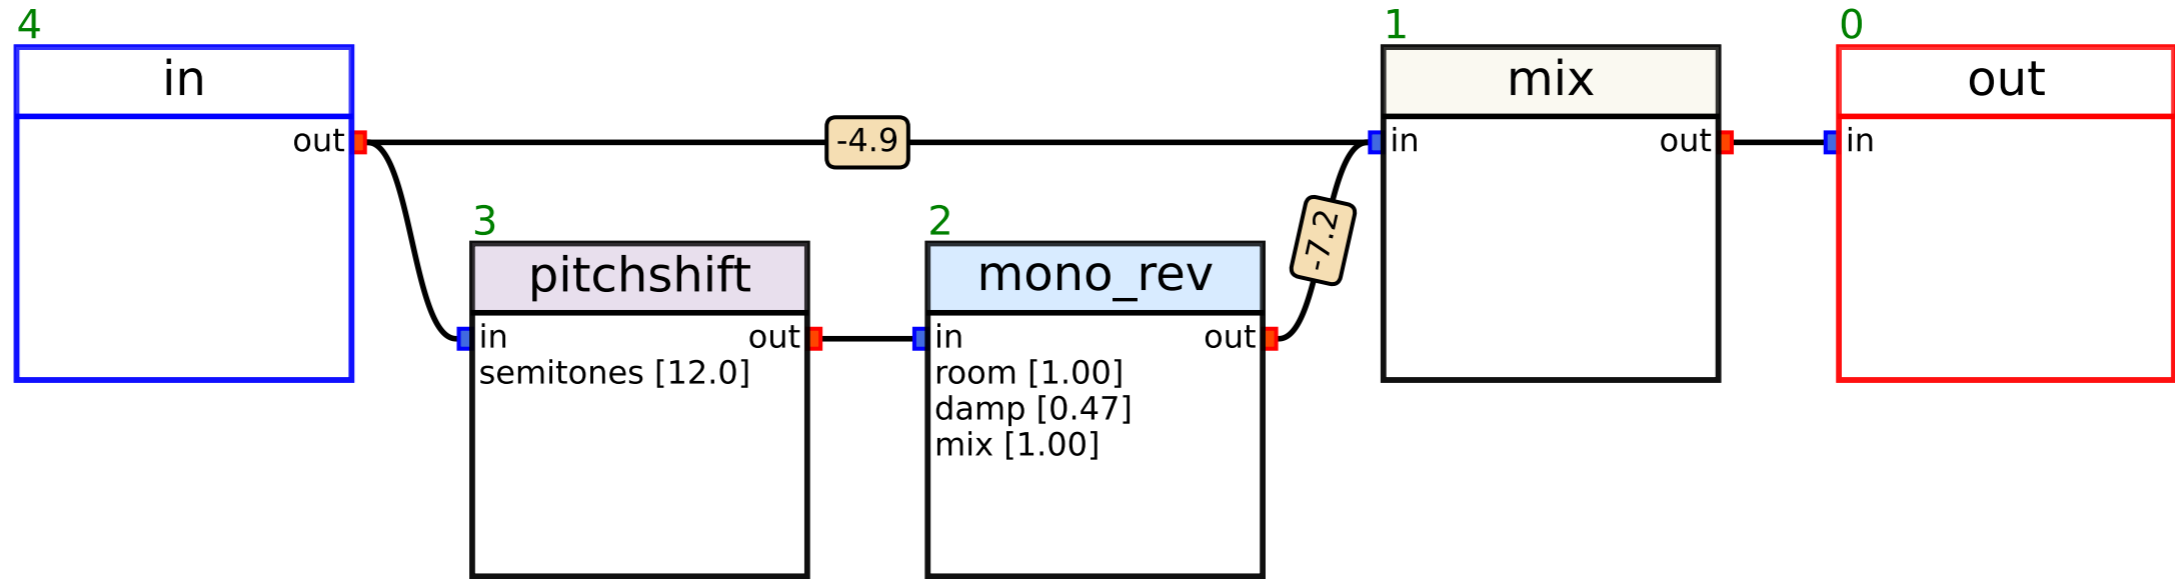 4
in
out
-4.9
3
pitchshift
in
out
semitones [12.0]
2
mono_rev
in
out
room [1.00]
damp [0.47]
mix [1.00]
-7.2
1
mix
in
out
0
out
in